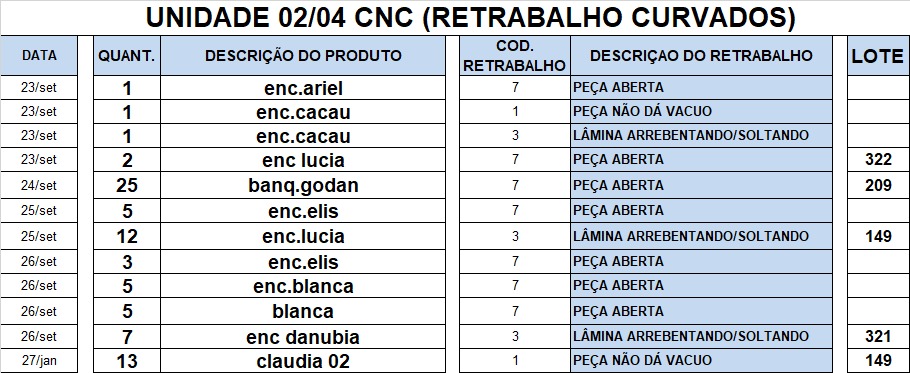 UNIDADE 02/04 CNC (RETRABALHO CURVADOS)
DATA QUANT. DESCRIÇÃO DO PRODUTO COD. RETRABALHO DESCRIÇAO DO RETRABALHO LOTE
23/set 1 enc.ariel 7 PEÇA ABERTA
23/set 1 enc.cacau 1 PEÇA NÃO DÁ VACUO
23/set 1 enc.cacau 3 LÂMINA ARREBENTANDO/SOLTANDO
23/set 2 enc lucia 7 PEÇA ABERTA 322
24/set 25 banq.godan 7 PEÇA ABERTA 209
25/set 5 enc.elis 7 PEÇA ABERTA
25/set 12 enc.lucia 3 LÂMINA ARREBENTANDO/SOLTANDO 149
26/set 3 enc.elis 7 PEÇA ABERTA
26/set 5 enc.blanca 7 PEÇA ABERTA
26/set 5 blanca 7 PEÇA ABERTA
26/set 7 enc danubia 3 LÂMINA ARREBENTANDO/SOLTANDO 321
27/jan 13 claudia 02 1 PEÇA NÃO DÁ VACUO 149